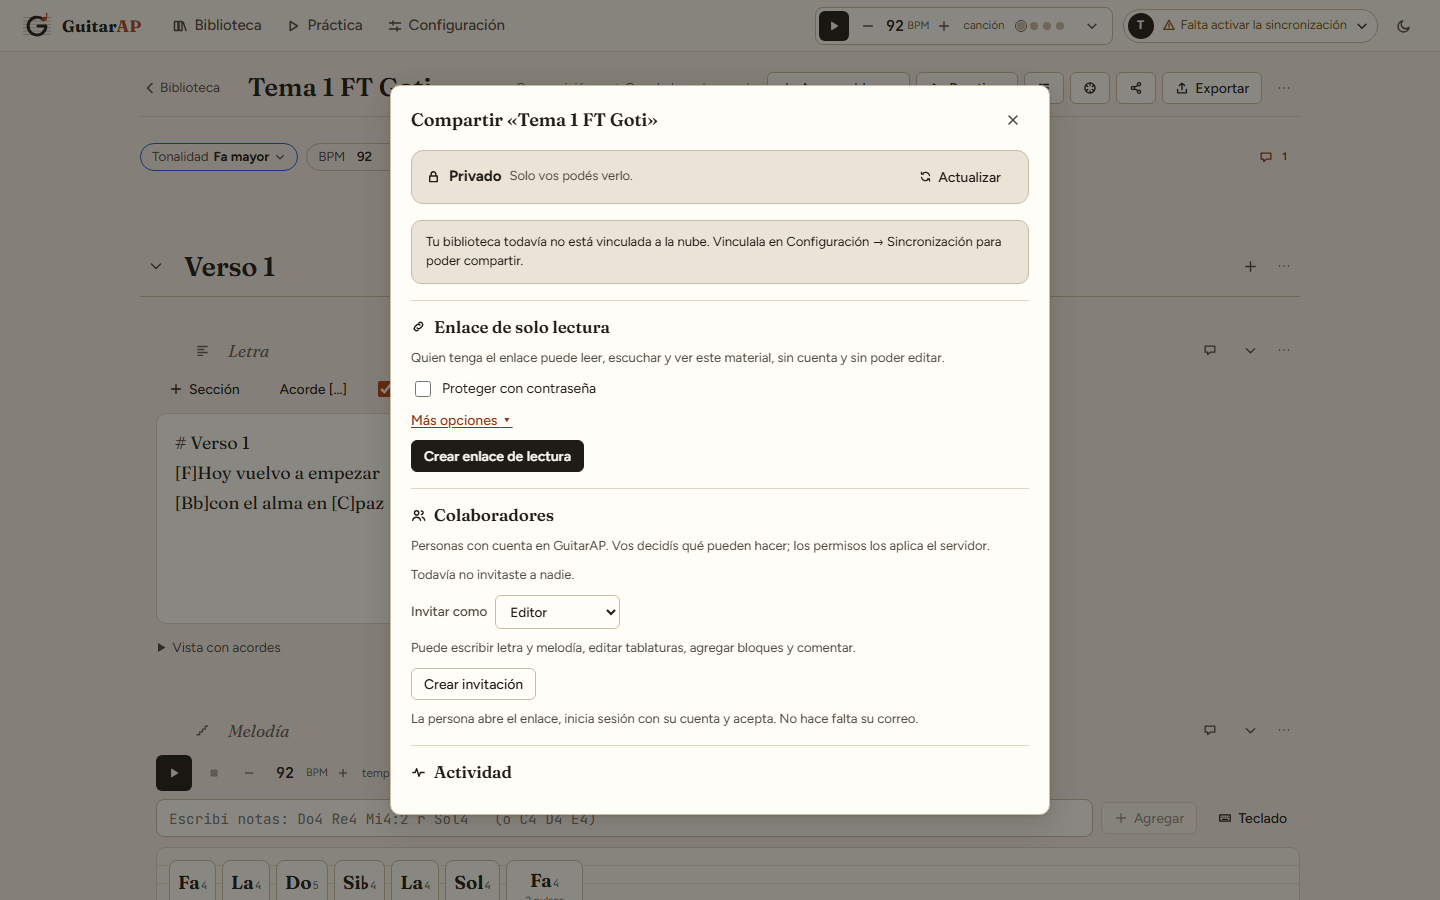 GuitarAP
Biblioteca
Práctica
Configuración
92 BPM
canción
T
Falta activar la sincronización
Biblioteca
Tema 1 FT Goti
Exportar
Tonalidad Fa mayor
BPM 92
1
Compartir «Tema 1 FT Goti»
Privado Solo vos podés verlo.
Actualizar
Tu biblioteca todavía no está vinculada a la nube. Vinculala en Configuración → Sincronización para
poder compartir.
Verso 1
Enlace de solo lectura
Quien tenga el enlace puede leer, escuchar y ver este material, sin cuenta y sin poder editar.
Proteger con contraseña
Más opciones
Crear enlace de lectura
Letra
+ Sección
Acorde [...]
# Verso 1
[F]Hoy vuelvo a empezar
[Bb]con el alma en [C]paz
Colaboradores
Personas con cuenta en GuitarAP. Vos decidís qué pueden hacer; los permisos los aplica el servidor.
Todavía no invitaste a nadie.
Invitar como Editor
Puede escribir letra y melodía, editar tablaturas, agregar bloques y comentar.
Crear invitación
La persona abre el enlace, inicia sesión con su cuenta y acepta. No hace falta su correo.
Vista con acordes
Actividad
Melodía
92 BPM
temp
Escribí notas: Do4 Re4 Mi4:2 r Sol4 (o C4 D4 E4)
+ Agregar
Teclado
Fa4 La4 Do5 Sib4 La4 Sol4 Fa4